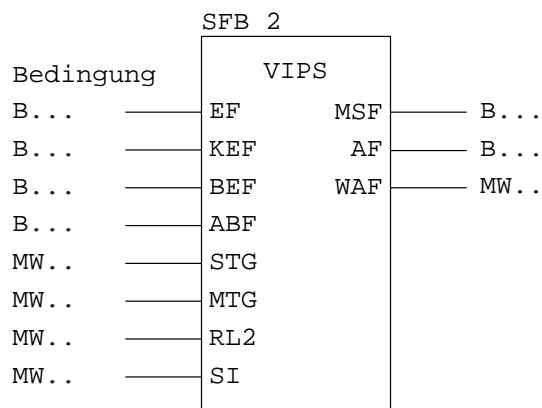 SFB 2
VIPS
Bedingung
B... EF MSF B...
B... KEF AF B...
B... BEF WAF MW..
B... ABF
MW.. STG
MW.. MTG
MW.. RL2
MW.. SI